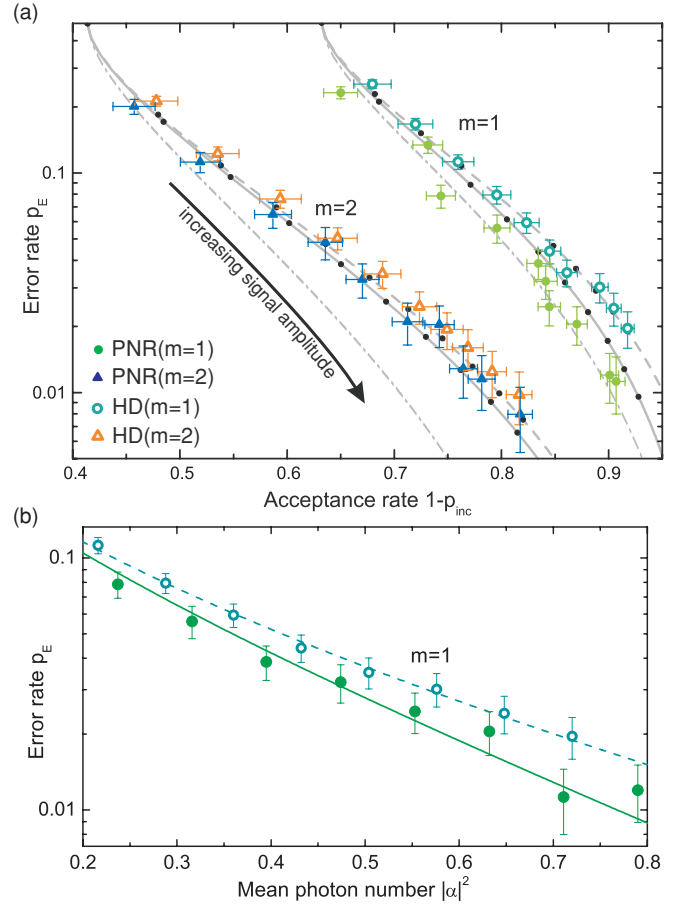 (a)
Error rate p_E
0.1
0.01
m=1
m=2
increasing signal amplitude
PNR(m=1)
PNR(m=2)
HD(m=1)
HD(m=2)
0.4 0.5 0.6 0.7 0.8 0.9
Acceptance rate 1-p_inc
(b)
Error rate p_E
0.1
0.01
m=1
0.2 0.3 0.4 0.5 0.6 0.7 0.8
Mean photon number |α|²